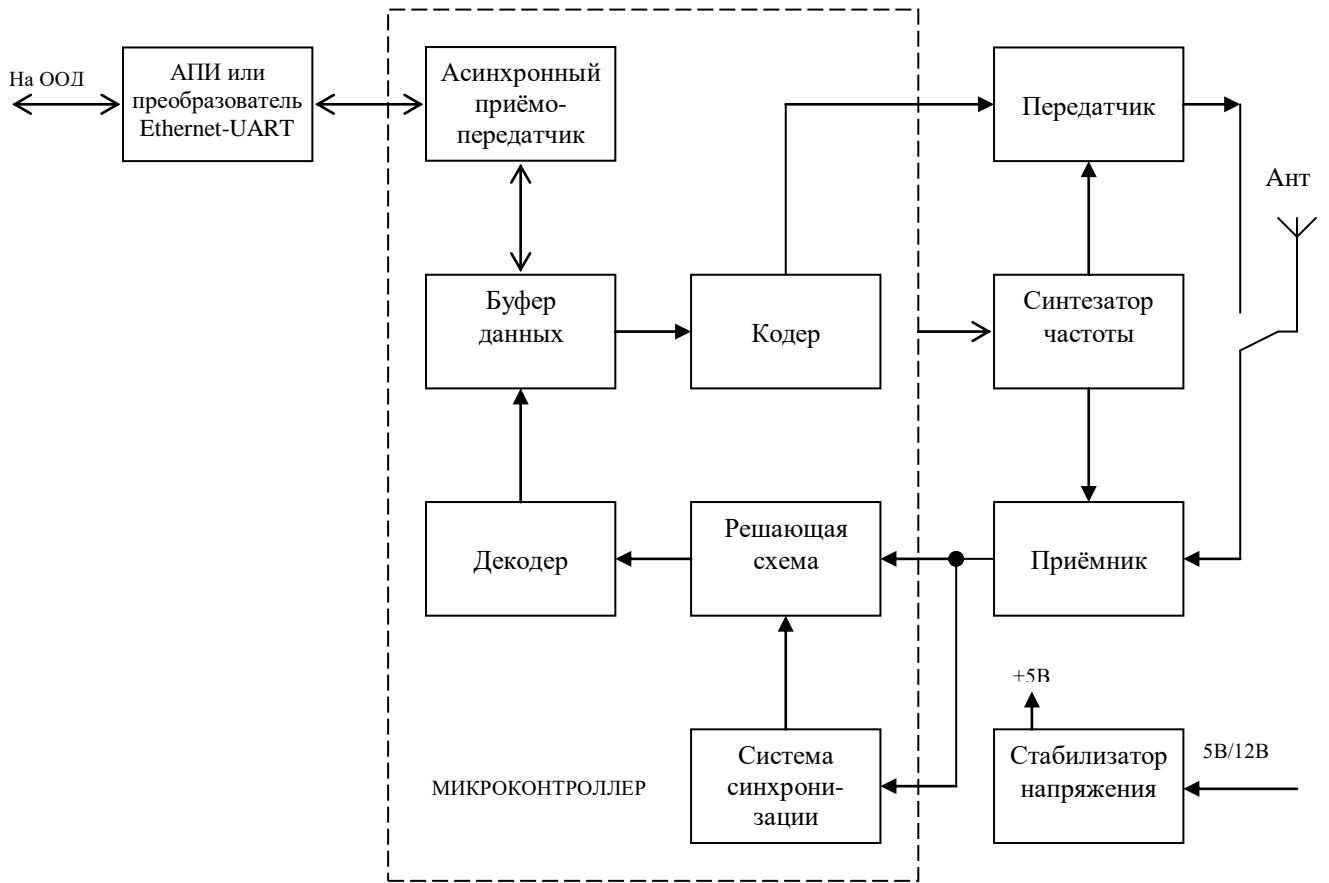 На ООД
АПИ или
преобразователь
Ethernet-UART
Асинхронный
приёмо-
передатчик
Передатчик
Ант
Буфер
данных
Кодер
Синтезатор
частоты
Декодер
Решающая
схема
Приёмник
+5В
МИКРОКОНТРОЛЛЕР
Система
синхрони-
зации
Стабилизатор
напряжения
5В/12В